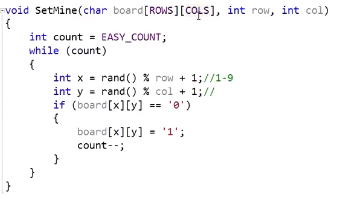 void SetMine(char board[ROWS][COLS], int row, int col)
{
    int count = EASY_COUNT;
    while (count)
    {
        int x = rand() % row + 1;//1-9
        int y = rand() % col + 1;//
        if (board[x][y] == '0')
        {
            board[x][y] = '1';
            count--;
        }
    }
}